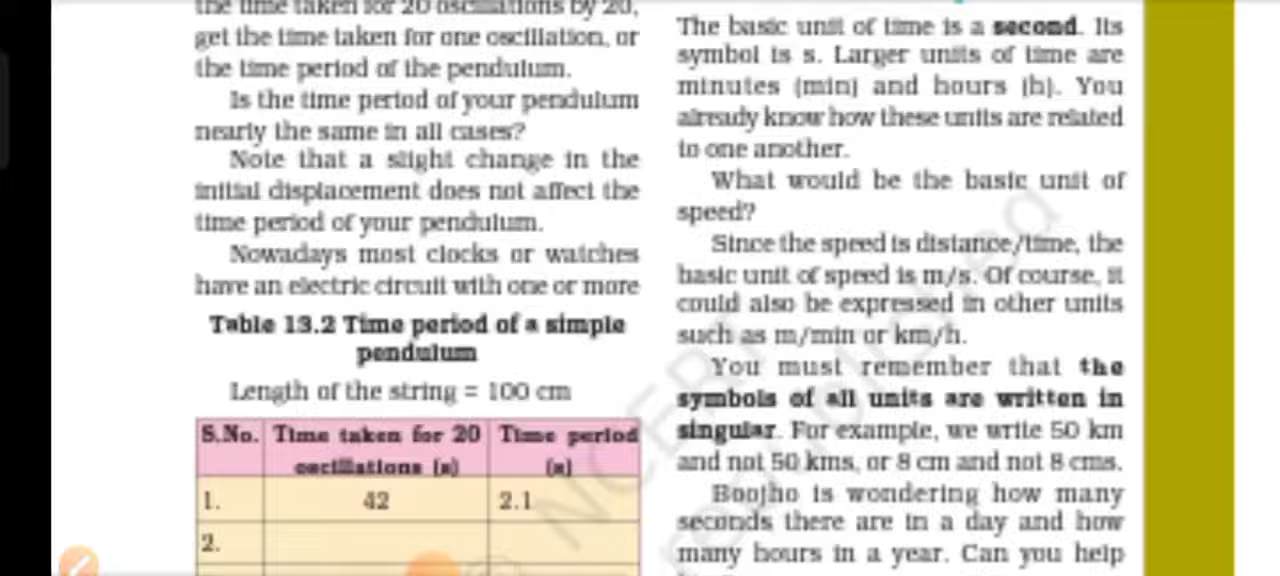 the time taken for 20 oscillations by 20,
get the time taken for one oscillation, or
the time period of the pendulum.
Is the time period of your pendulum
nearly the same in all cases?
Note that a slight change in the
initial displacement does not affect the
time period of your pendulum.
Nowadays most clocks or watches
have an electric circuit with one or more
Table 13.2 Time period of a simple
pendulum
Length of the string = 100 cm
S.No. Time taken for 20 Time period
oscillations (s) (s)
1. 42 2.1
2.
The basic unit of time is a second. Its
symbol is s. Larger units of time are
minutes (min) and hours (h). You
already know how these units are related
to one another.
What would be the basic unit of
speed?
Since the speed is distance/time, the
basic unit of speed is m/s. Of course, it
could also be expressed in other units
such as m/min or km/h.
You must remember that the
symbols of all units are written in
singular. For example, we write 50 km
and not 50 kms, or 8 cm and not 8 cms.
Boojho is wondering how many
seconds there are in a day and how
many hours in a year. Can you help
© NCERT
republished